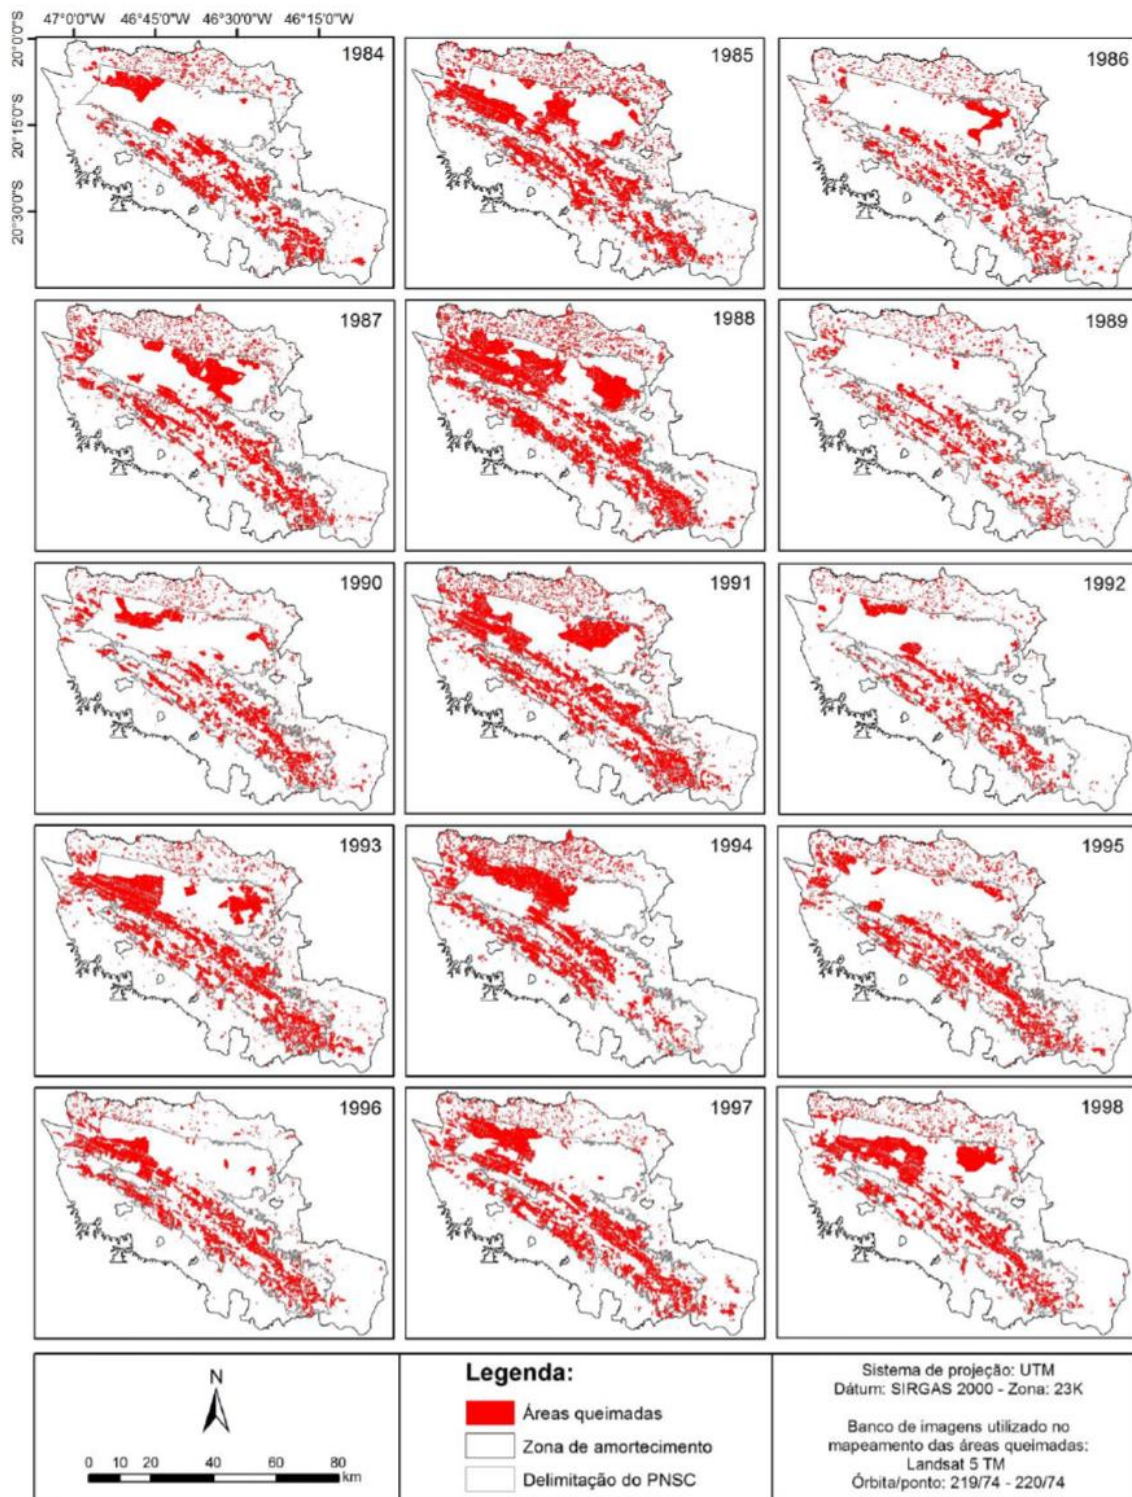 47°0'0"W 46°45'0"W 46°30'0"W 46°15'0"W
20°0'0"S
20°15'0"S
20°30'0"S
1984
1985
1986
1987
1988
1989
1990
1991
1992
1993
1994
1995
1996
1997
1998
N
0 10 20 40 60 80
km
Legenda:
Áreas queimadas
Zona de amortecimento
Delimitação do PNSC
Sistema de projeção: UTM
Dátum: SIRGAS 2000 - Zona: 23K
Banco de imagens utilizado no
mapeamento das áreas queimadas:
Landsat 5 TM
Órbita/ponto: 219/74 - 220/74